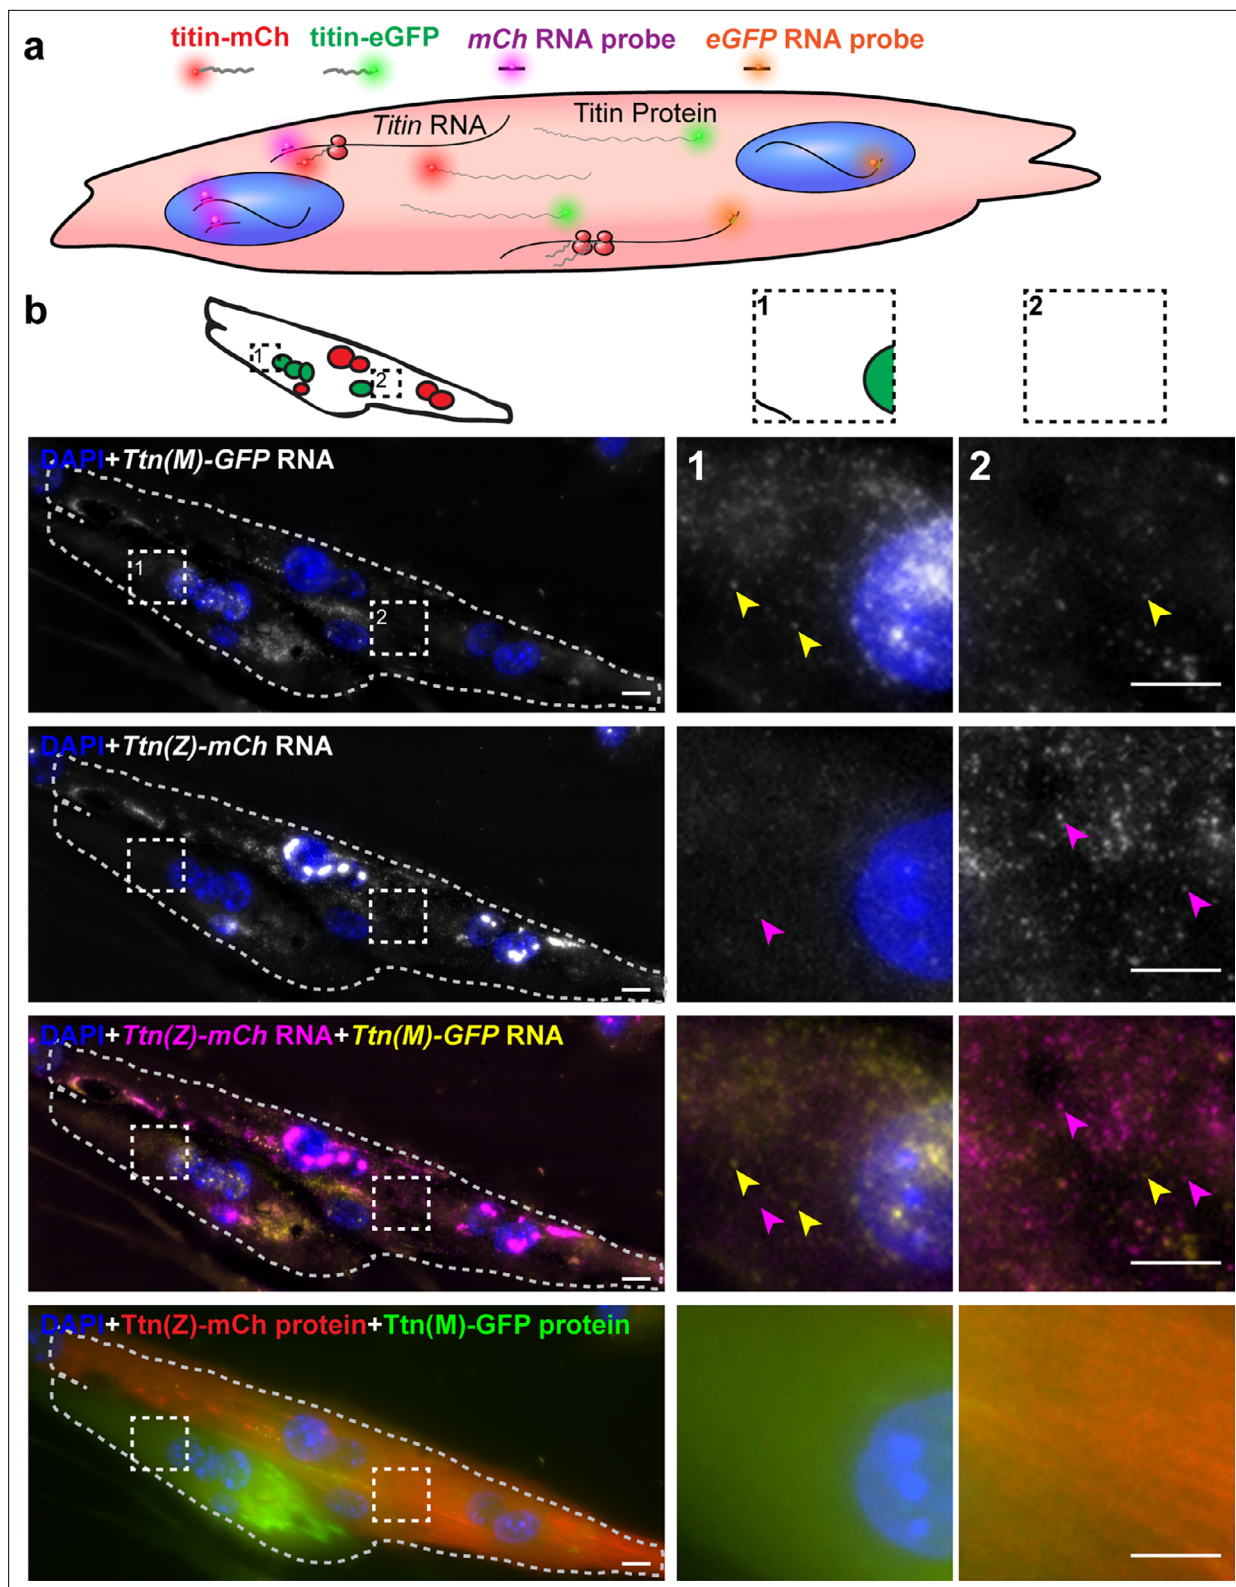 a
titin-mCh titin-eGFP mCh RNA probe eGFP RNA probe
Titin RNA
Titin Protein
b
1
2
1
2
DAPI+Ttn(M)-GFP RNA
1
2
1
2
DAPI+Ttn(Z)-mCh RNA
DAPI+Ttn(Z)-mCh RNA+Ttn(M)-GFP RNA
DAPI+Ttn(Z)-mCh protein+Ttn(M)-GFP protein